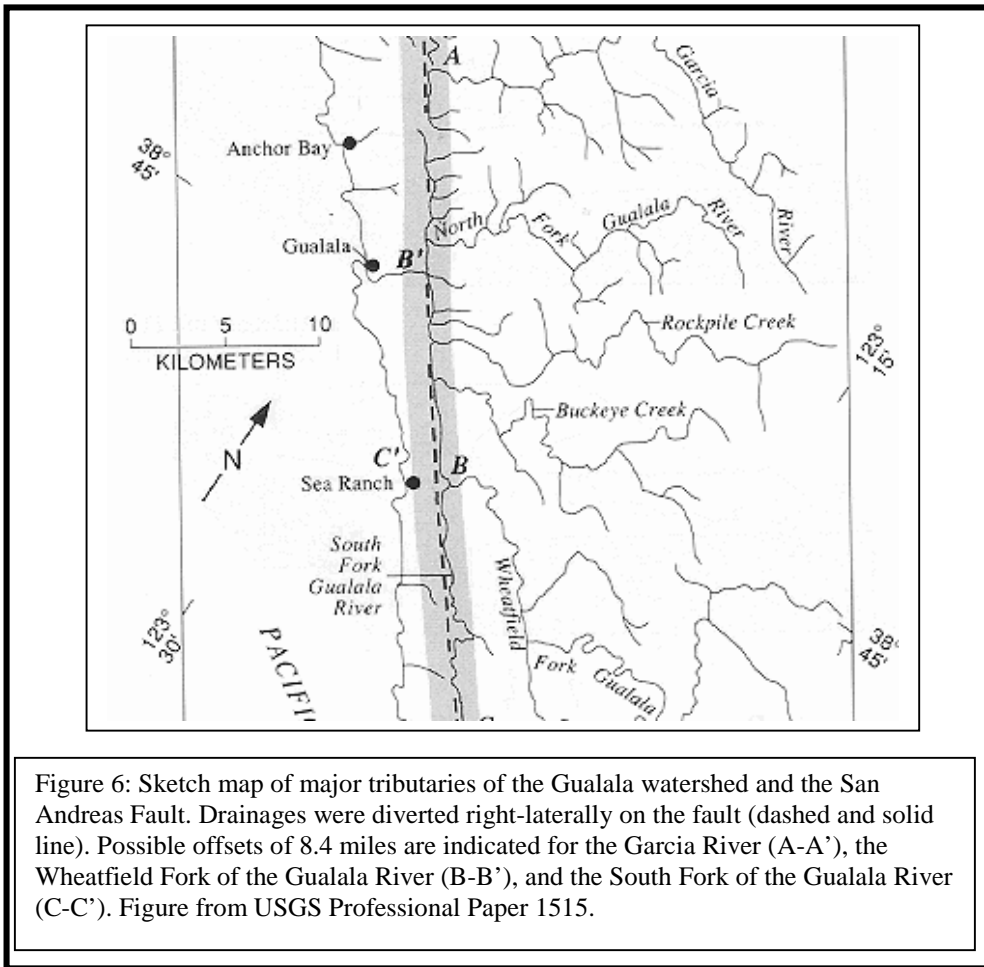 A
Garcia
River
Anchor Bay
38°
45'
North
Fork
Gualala
River
Gualala
B'
0 5 10
KILOMETERS
Rockpile Creek
123°
15'
Buckeye Creek
N
C'
B
Sea Ranch
South
Fork
Gualala
River
Wheatfield
Fork
Gualala
123°
30'
38°
45'
Figure 6: Sketch map of major tributaries of the Gualala watershed and the San
Andreas Fault. Drainages were diverted right-laterally on the fault (dashed and solid
line). Possible offsets of 8.4 miles are indicated for the Garcia River (A-A’), the
Wheatfield Fork of the Gualala River (B-B’), and the South Fork of the Gualala River
(C-C’). Figure from USGS Professional Paper 1515.